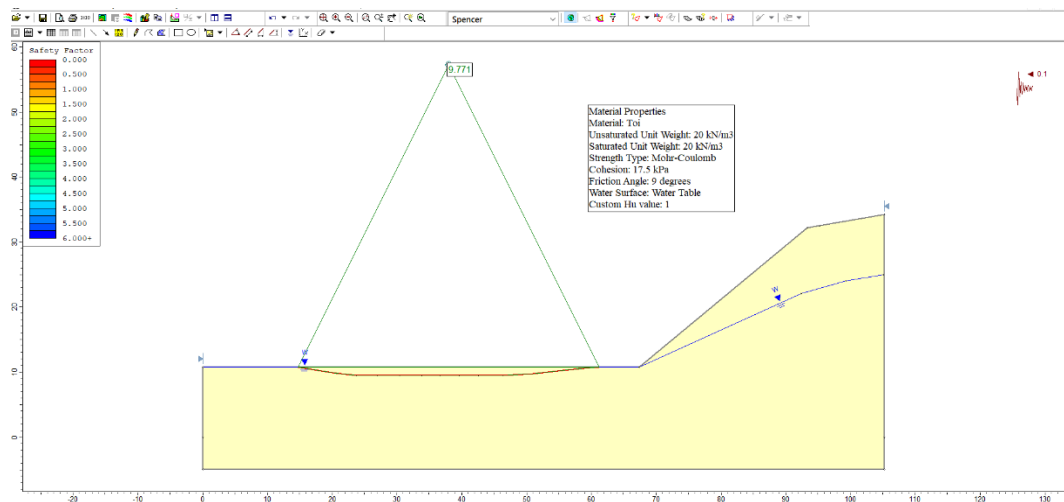 Spencer
Safety Factor
0.000
0.500
1.000
1.500
2.000
2.500
3.000
3.500
4.000
4.500
5.000
5.500
6.000+
9.771
0.1
Material Properties
Material: Toi
Unsaturated Unit Weight: 20 kN/m3
Saturated Unit Weight: 20 kN/m3
Strength Type: Mohr-Coulomb
Cohesion: 17.5 kPa
Friction Angle: 9 degrees
Water Surface: Water Table
Custom Hu value: 1
W
W
60
50
40
30
20
10
0
-20 -10 0 10 20 30 40 50 60 70 80 90 100 110 120 130